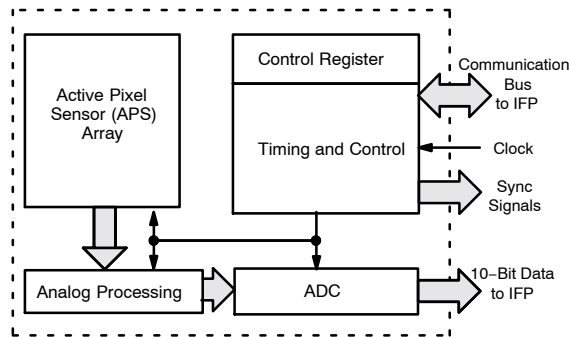 Active Pixel
Sensor (APS)
Array
Control Register
Timing and Control
Communication
Bus
to IFP
Clock
Sync
Signals
Analog Processing
ADC
10−Bit Data
to IFP